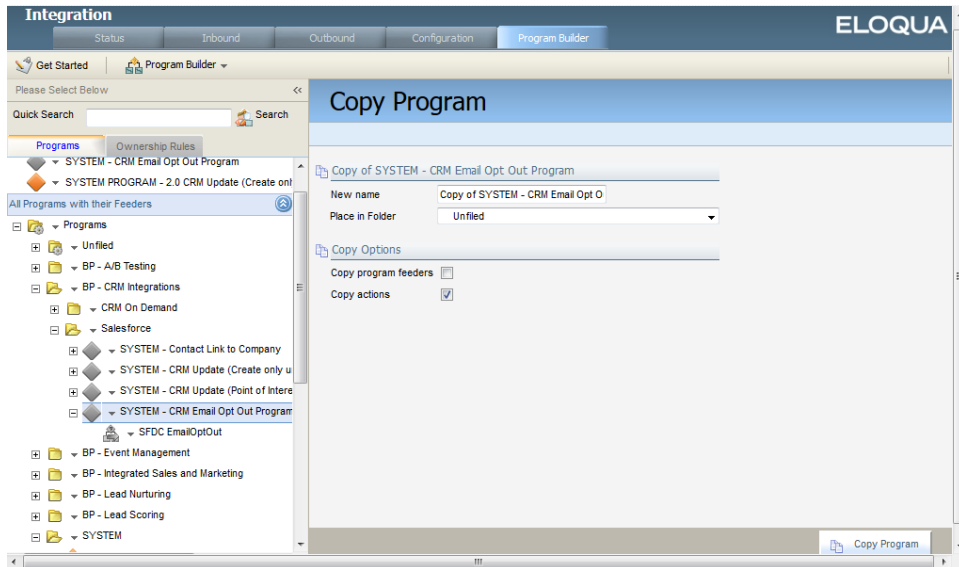 Integration
ELOQUA
Status Inbound Outbound Configuration Program Builder
Get Started Program Builder
Please Select Below <<
Quick Search Search
Programs Ownership Rules
SYSTEM - CRM Email Opt Out Program
SYSTEM PROGRAM - 2.0 CRM Update (Create onl
All Programs with their Feeders
Programs
Unfiled
BP - A/B Testing
BP - CRM Integrations
CRM On Demand
Salesforce
SYSTEM - Contact Link to Company
SYSTEM - CRM Update (Create only u
SYSTEM - CRM Update (Point of Intere
SYSTEM - CRM Email Opt Out Program
SFDC EmailOptOut
BP - Event Management
BP - Integrated Sales and Marketing
BP - Lead Nurturing
BP - Lead Scoring
SYSTEM
Copy Program
Copy of SYSTEM - CRM Email Opt Out Program
New name Copy of SYSTEM - CRM Email Opt O
Place in Folder Unfiled
Copy Options
Copy program feeders
Copy actions
Copy Program